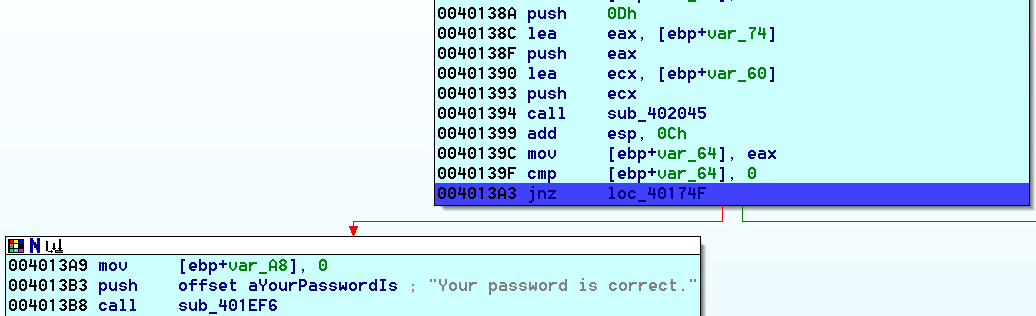 0040138A push 0Dh
0040138C lea eax, [ebp+var_74]
0040138F push eax
00401390 lea ecx, [ebp+var_60]
00401393 push ecx
00401394 call sub_402045
00401399 add esp, 0Ch
0040139C mov [ebp+var_64], eax
0040139F cmp [ebp+var_64], 0
004013A3 jnz loc_40174F
004013A9 mov [ebp+var_A8], 0
004013B3 push offset aYourPasswordIs ; "Your password is correct."
004013B8 call sub_401EF6